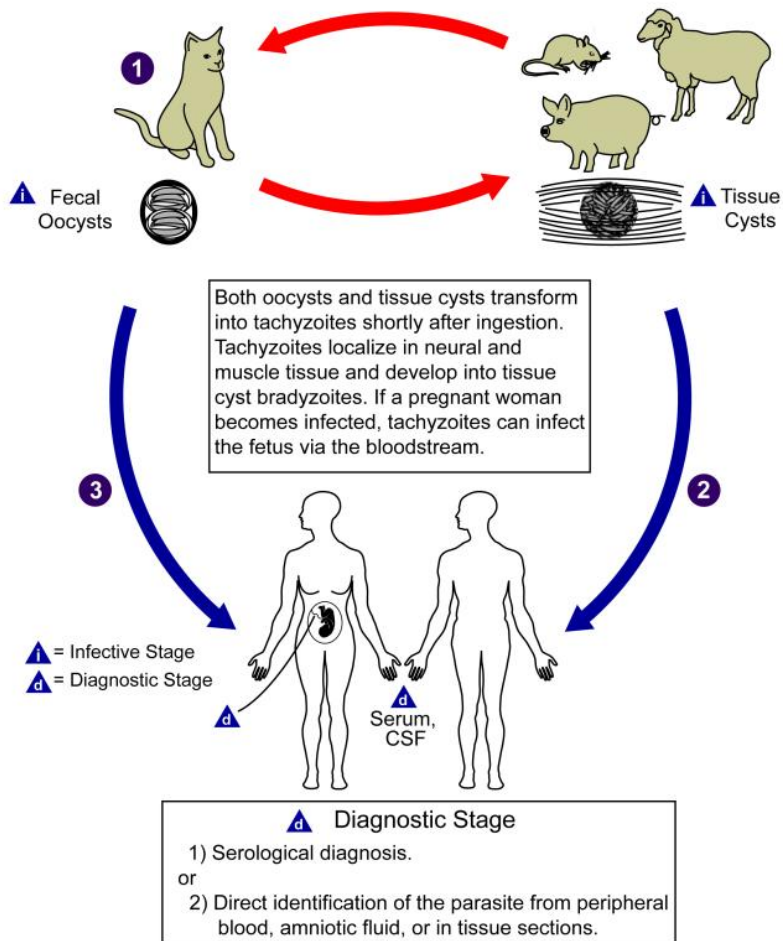 1
i Fecal
Oocysts
i Tissue
Cysts
Both oocysts and tissue cysts transform
into tachyzoites shortly after ingestion.
Tachyzoites localize in neural and
muscle tissue and develop into tissue
cyst bradyzoites. If a pregnant woman
becomes infected, tachyzoites can infect
the fetus via the bloodstream.
3
2
i = Infective Stage
d = Diagnostic Stage
d
d
Serum,
CSF
d Diagnostic Stage
1) Serological diagnosis.
or
2) Direct identification of the parasite from peripheral
blood, amniotic fluid, or in tissue sections.